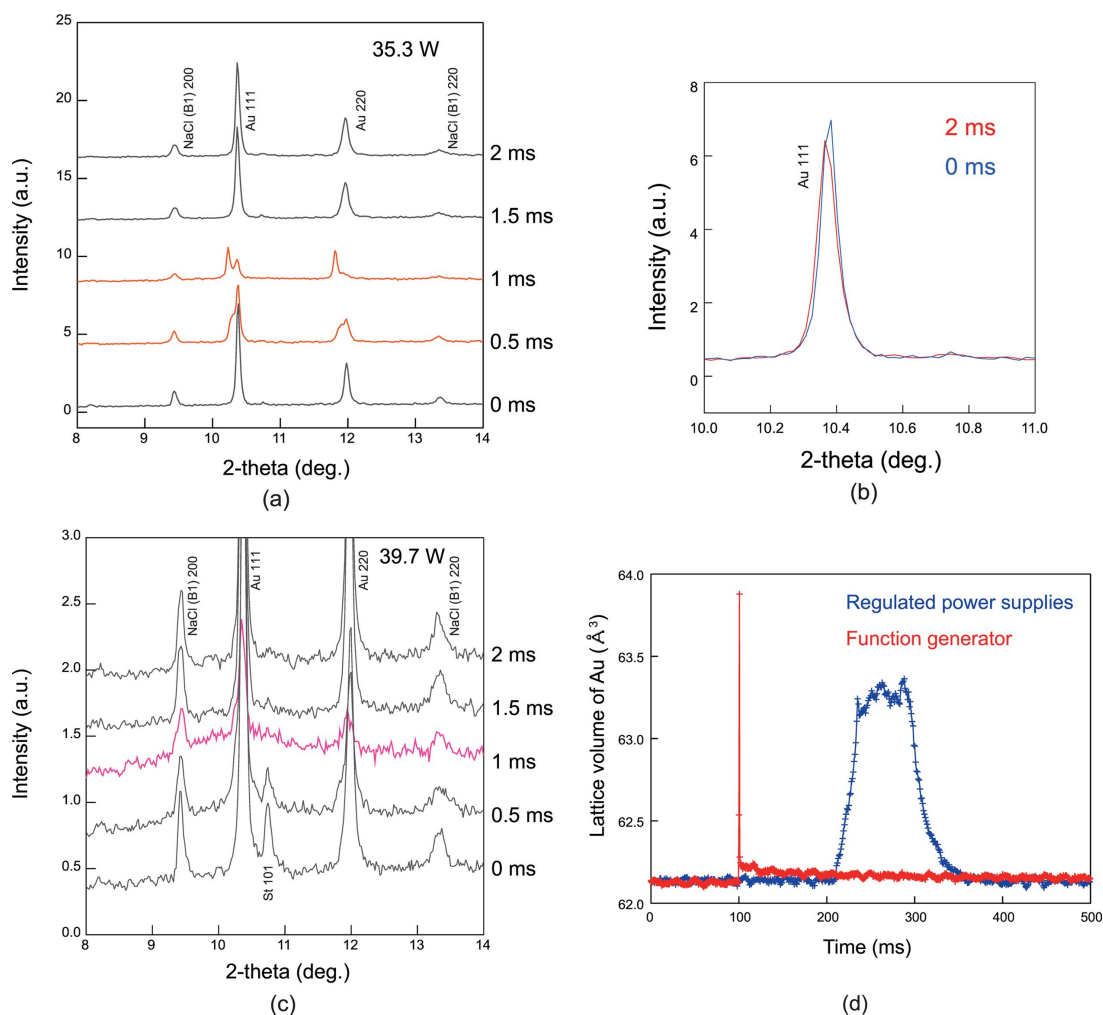 35.3 W
NaCl (B1) 200
Au 111
Au 220
NaCl (B1) 220
2 ms
1.5 ms
1 ms
0.5 ms
0 ms
25
20
15
10
5
0
Intensity (a.u.)
8 9 10 11 12 13 14
2-theta (deg.)
(a)
2 ms
0 ms
Au 111
8
6
4
2
0
Intensity (a.u.)
10.0 10.2 10.4 10.6 10.8 11.0
2-theta (deg.)
(b)
39.7 W
NaCl (B1) 200
Au 111
Au 220
NaCl (B1) 220
2 ms
1.5 ms
1 ms
0.5 ms
0 ms
St 101
3.0
2.5
2.0
1.5
1.0
0.5
0.0
Intensity (a.u.)
8 9 10 11 12 13 14
2-theta (deg.)
(c)
Regulated power supplies
Function generator
64.0
63.5
63.0
62.5
62.0
Lattice volume of Au (Å³)
0 100 200 300 400 500
Time (ms)
(d)